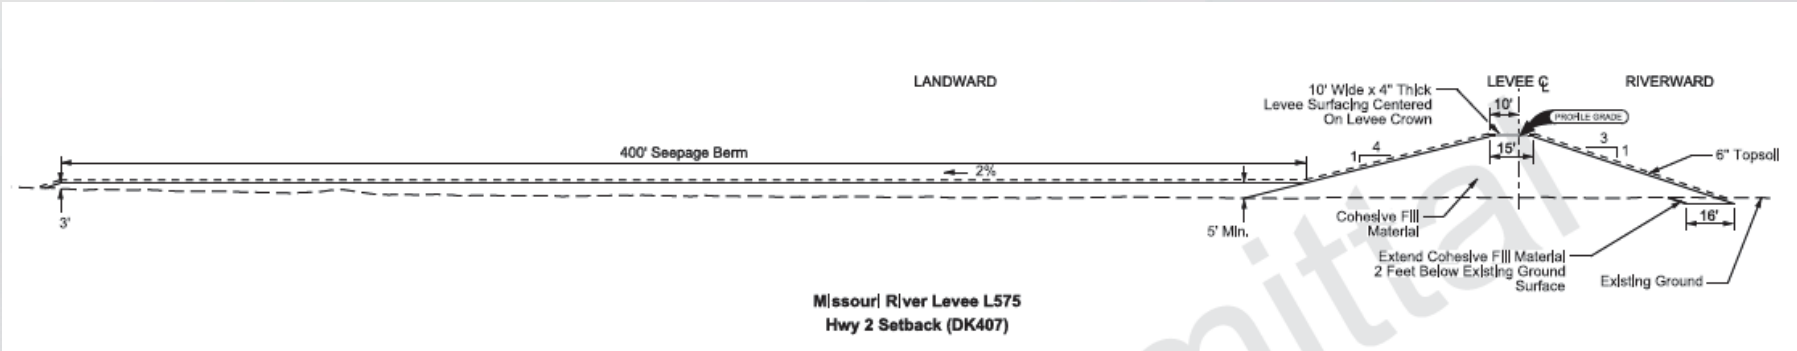 LANDWARD
LEVEE ℄
RIVERWARD
10' Wide x 4" Thick
Levee Surfacing Centered
On Levee Crown
10'
PROFILE GRADE
15'
4
1
3
1
6" Topsoil
400' Seepage Berm
2%
3'
5' Min.
Cohesive Fill
Material
16'
Extend Cohesive Fill Material
2 Feet Below Existing Ground
Surface
Existing Ground
Missouri River Levee L575
Hwy 2 Setback (DK407)
mittal